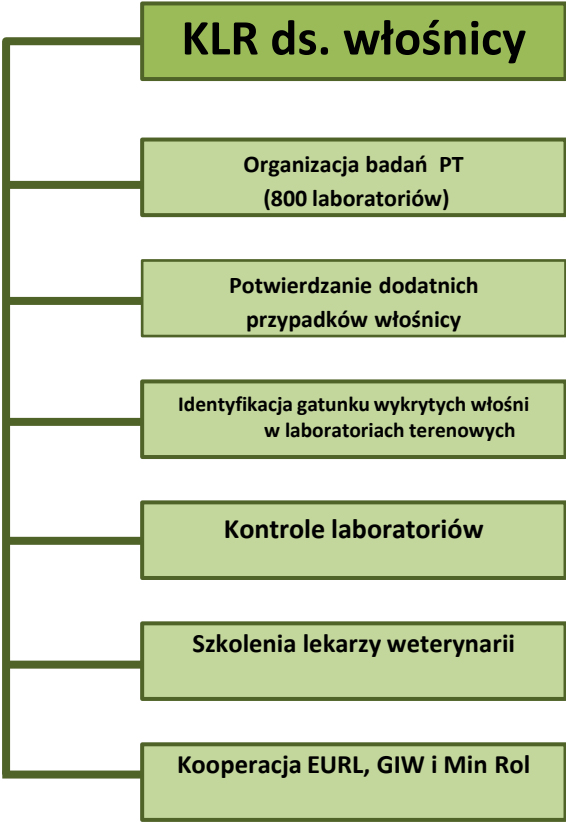 KLR ds. włośnicy
Organizacja badań PT
(800 laboratoriów)
Potwierdzanie dodatnich
przypadków włośnicy
Identyfikacja gatunku wykrytych włośni
w laboratoriach terenowych
Kontrole laboratoriów
Szkolenia lekarzy weterynarii
Kooperacja EURL, GIW i Min Rol